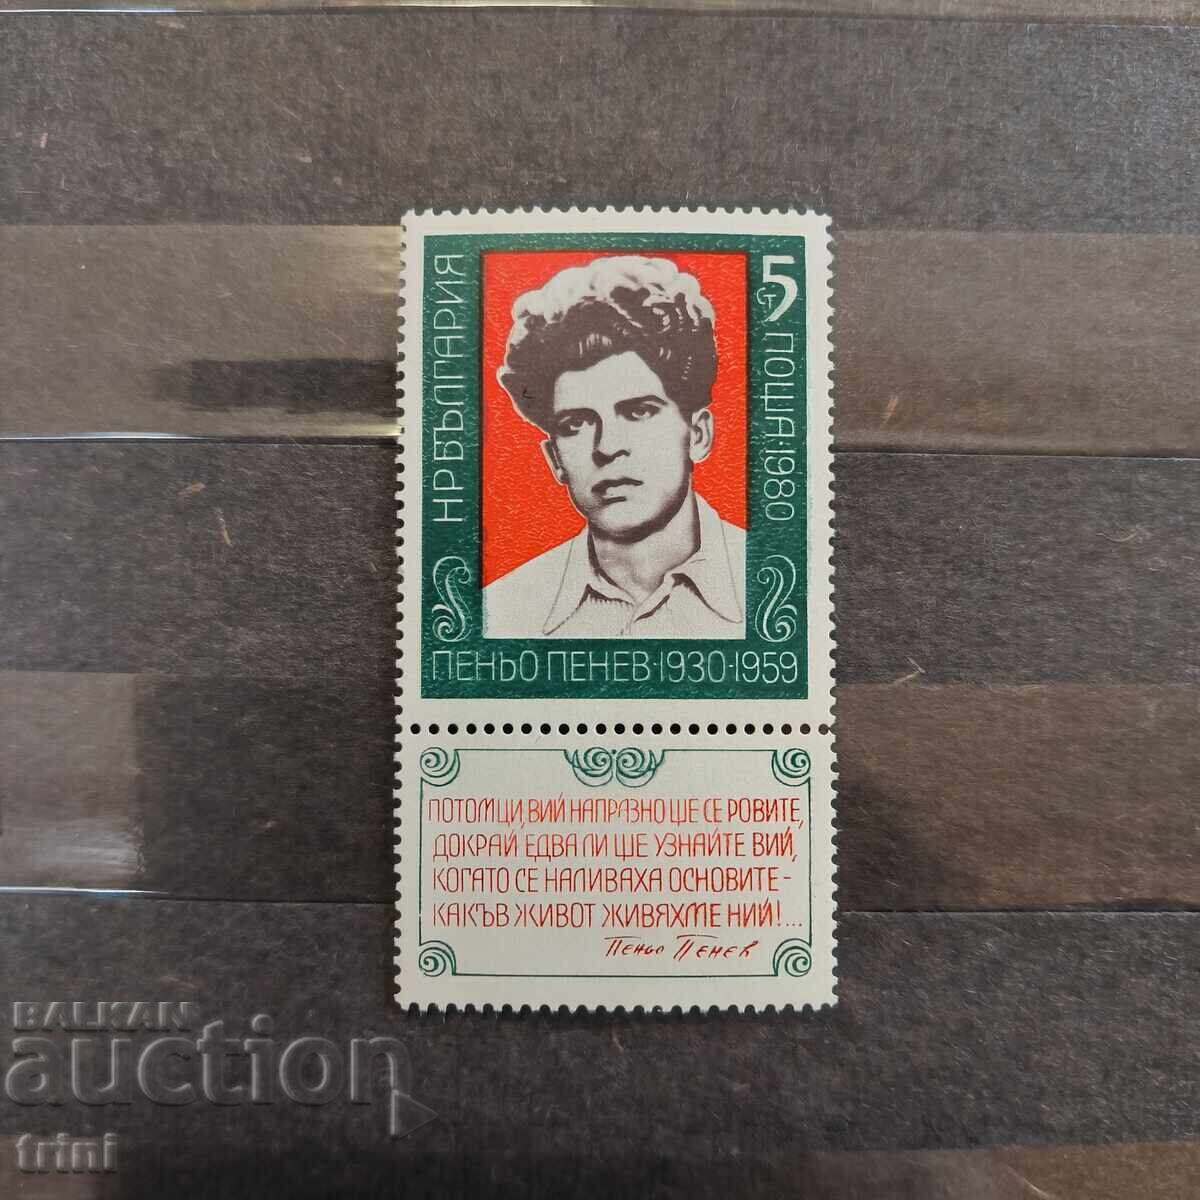 НР БЪЛГАРИЯ
5 СТ
ПОЩА·1980
ПЕНЬО ПЕНЕВ·1930·1959
ПОТОМЦИ, ВИЙ НАПРАЗНО ЩЕ СЕ РОВИТЕ,
ДОКРАЙ ЕДВА ЛИ ЩЕ УЗНАЙТЕ ВИЙ,
КОГАТО СЕ НАЛИВАХА ОСНОВИТЕ –
КАКЪВ ЖИВОТ ЖИВЯХМЕ НИЙ!...
Пеньо Пенев
BALKAN
auction
trini